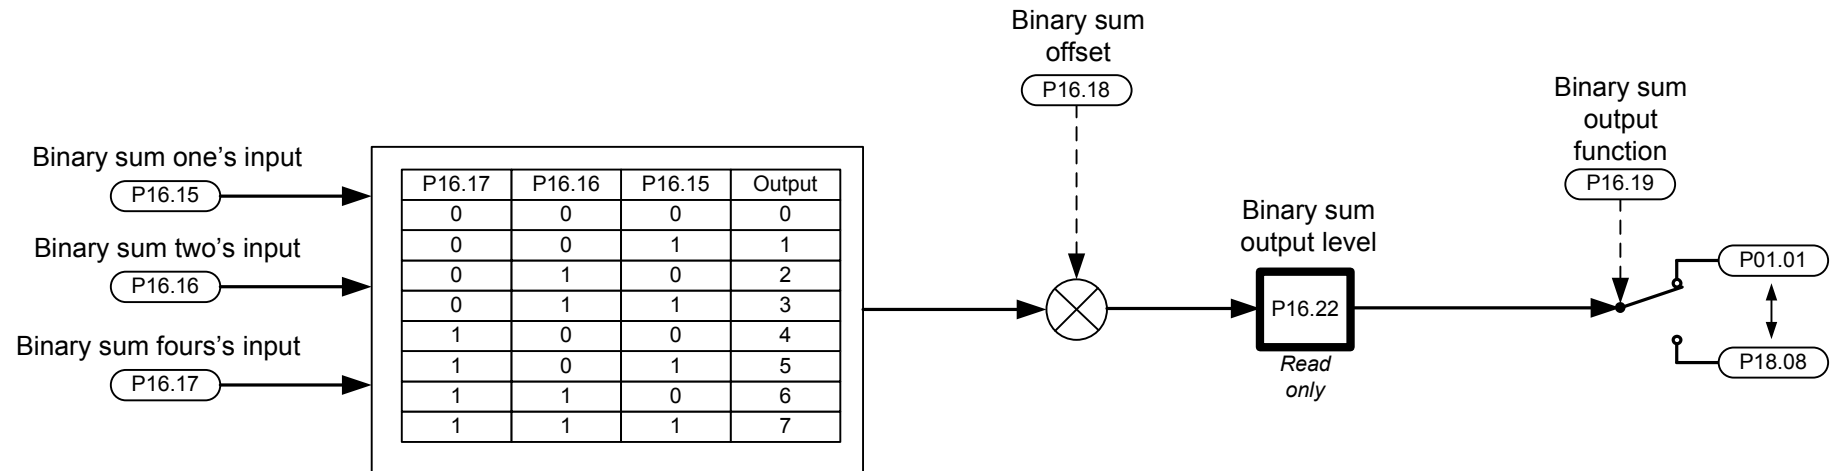 Binary sum
offset
P16.18
Binary sum
output
function
P16.19
Binary sum one’s input
P16.15
Binary sum two’s input
P16.16
Binary sum fours’s input
P16.17
P16.17 P16.16 P16.15 Output
0 0 0 0
0 0 1 1
0 1 0 2
0 1 1 3
1 0 0 4
1 0 1 5
1 1 0 6
1 1 1 7
Binary sum
output level
P16.22
Read
only
P01.01
P18.08